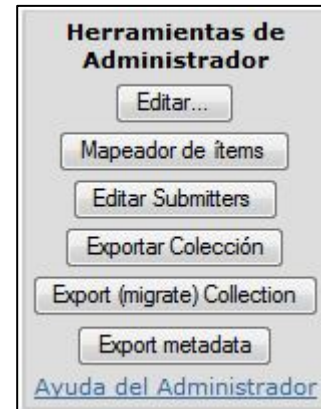 Herramientas de
Administrador
Editar...
Mapeador de ítems
Editar Submitters
Exportar Colección
Export (migrate) Collection
Export metadata
Ayuda del Administrador